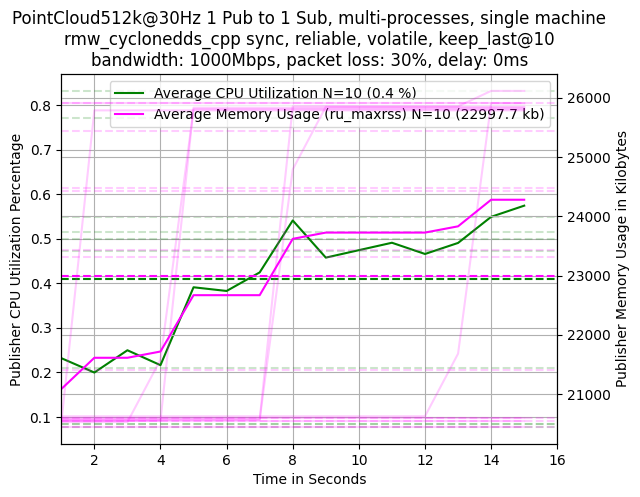 PointCloud512k@30Hz 1 Pub to 1 Sub, multi-processes, single machine
rmw_cyclonedds_cpp sync, reliable, volatile, keep_last@10
bandwidth: 1000Mbps, packet loss: 30%, delay: 0ms
Average CPU Utilization N=10 (0.4 %)
Average Memory Usage (ru_maxrss) N=10 (22997.7 kb)
Publisher CPU Utilization Percentage
0.8
0.7
0.6
0.5
0.4
0.3
0.2
0.1
26000
25000
24000
23000
22000
21000
Publisher Memory Usage in Kilobytes
2 4 6 8 10 12 14 16
Time in Seconds